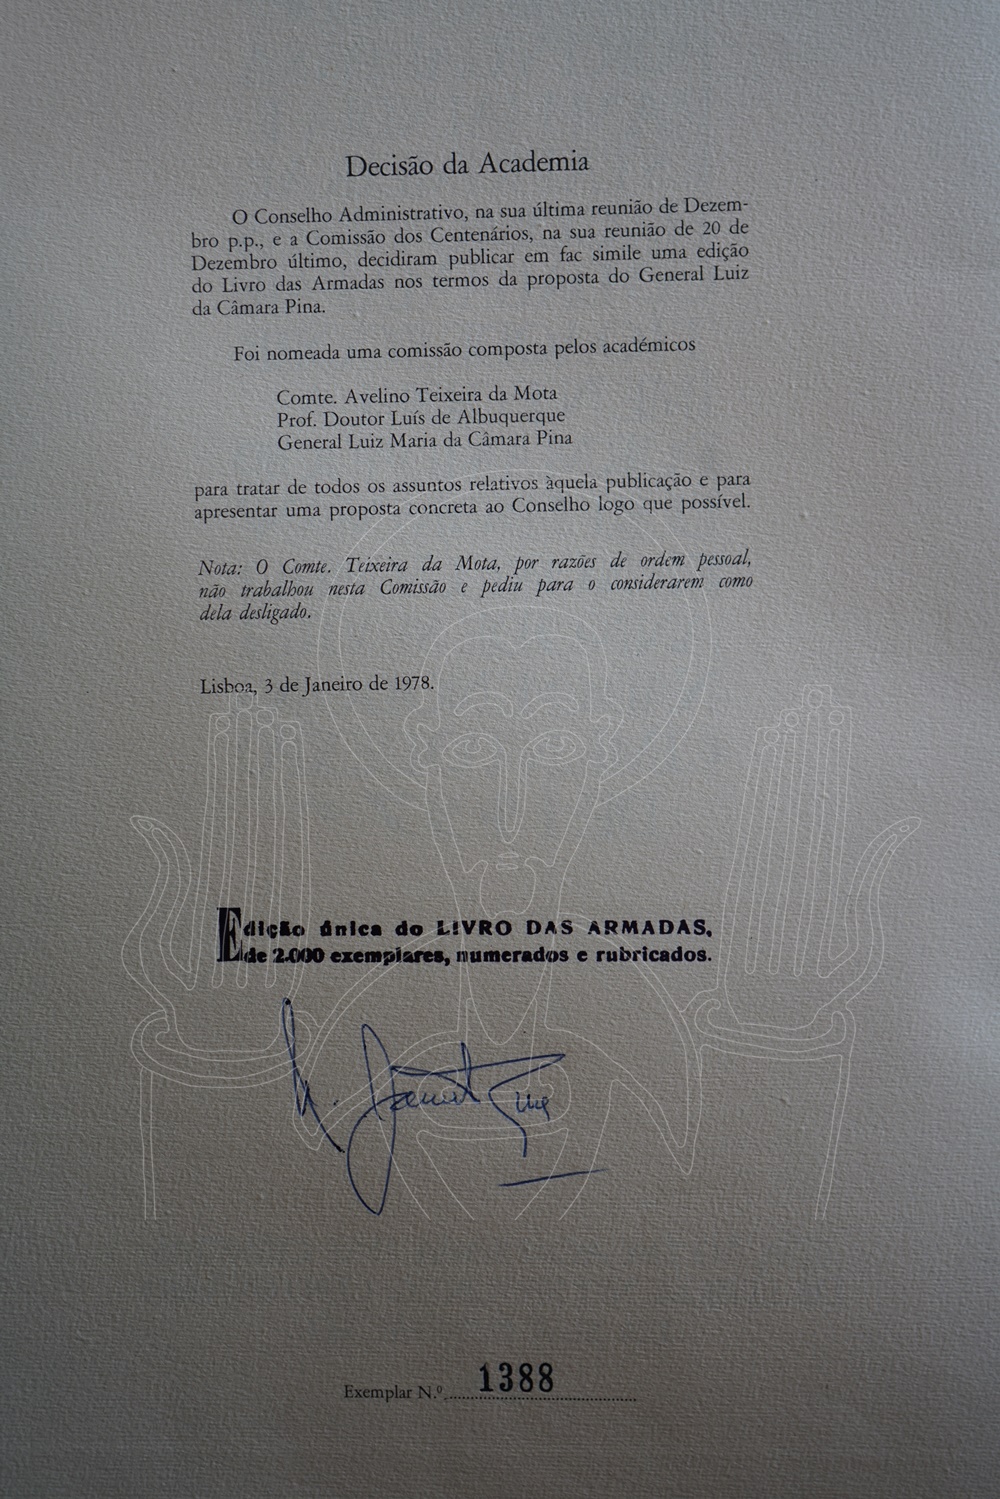 Decisão da Academia
O Conselho Administrativo, na sua última reunião de Dezem-
bro p.p., e a Comissão dos Centenários, na sua reunião de 20 de
Dezembro último, decidiram publicar em fac simile uma edição
do Livro das Armadas nos termos da proposta do General Luiz
da Câmara Pina.
Foi nomeada uma comissão composta pelos académicos
Comte. Avelino Teixeira da Mota
Prof. Doutor Luís de Albuquerque
General Luiz Maria da Câmara Pina
para tratar de todos os assuntos relativos àquela publicação e para
apresentar uma proposta concreta ao Conselho logo que possível.
Nota: O Comte. Teixeira da Mota, por razões de ordem pessoal,
não trabalhou nesta Comissão e pediu para o considerarem como
dela desligado.
Lisboa, 3 de Janeiro de 1978.
Edição única do LIVRO DAS ARMADAS,
de 2.000 exemplares, numerados e rubricados.
Exemplar N.º 1388